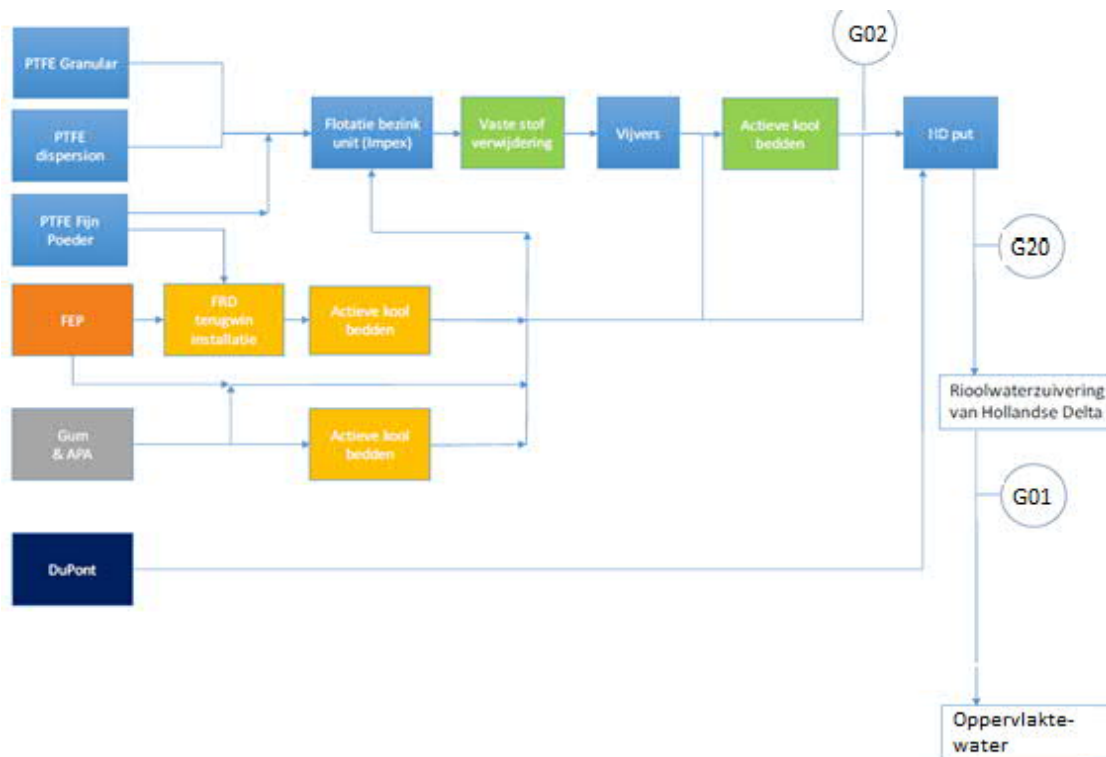 G02
PTFE Granular
PTFE
dispersion
Flotatie bezink
unit (Impex)
Vaste stof
verwijdering
Vijvers
Actieve kool
bedden
HD put
PTFE Fijn
Poeder
G20
FEP
FRD
terugwin
installatie
Actieve kool
bedden
Rioolwaterzuivering
van Hollandse Delta
Gum
& APA
Actieve kool
bedden
G01
DuPont
Oppervlakte-
water